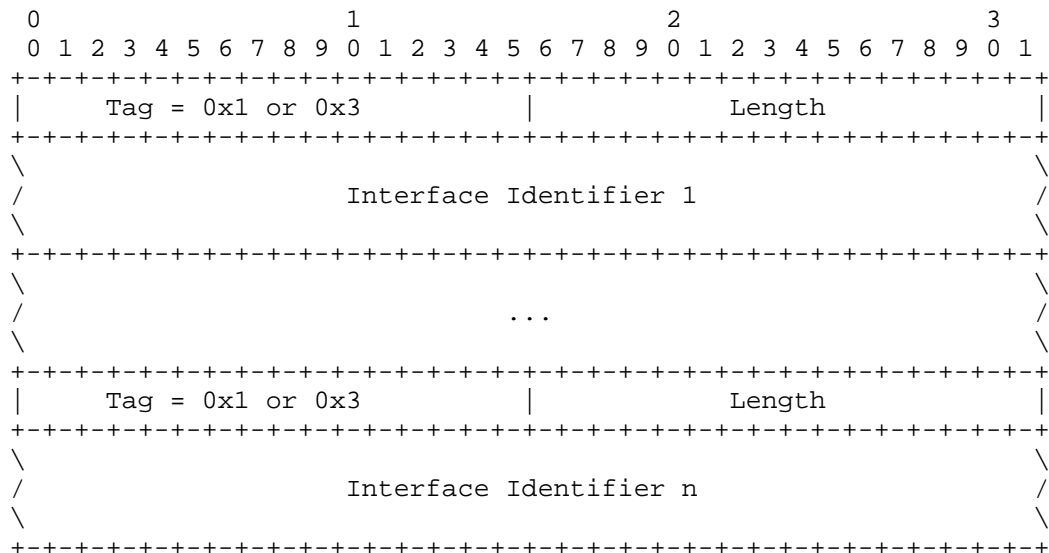 0                   1                   2                   3
 0 1 2 3 4 5 6 7 8 9 0 1 2 3 4 5 6 7 8 9 0 1 2 3 4 5 6 7 8 9 0 1
+-+-+-+-+-+-+-+-+-+-+-+-+-+-+-+-+-+-+-+-+-+-+-+-+-+-+-+-+-+-+-+-+
|     Tag = 0x1 or 0x3          |            Length             |
+-+-+-+-+-+-+-+-+-+-+-+-+-+-+-+-+-+-+-+-+-+-+-+-+-+-+-+-+-+-+-+-+
\                                                               \
/                    Interface Identifier 1                     /
\                                                               \
+-+-+-+-+-+-+-+-+-+-+-+-+-+-+-+-+-+-+-+-+-+-+-+-+-+-+-+-+-+-+-+-+
\                                                               \
/                              ...                              /
\                                                               \
+-+-+-+-+-+-+-+-+-+-+-+-+-+-+-+-+-+-+-+-+-+-+-+-+-+-+-+-+-+-+-+-+
|     Tag = 0x1 or 0x3          |            Length             |
+-+-+-+-+-+-+-+-+-+-+-+-+-+-+-+-+-+-+-+-+-+-+-+-+-+-+-+-+-+-+-+-+
\                                                               \
/                    Interface Identifier n                     /
\                                                               \
+-+-+-+-+-+-+-+-+-+-+-+-+-+-+-+-+-+-+-+-+-+-+-+-+-+-+-+-+-+-+-+-+